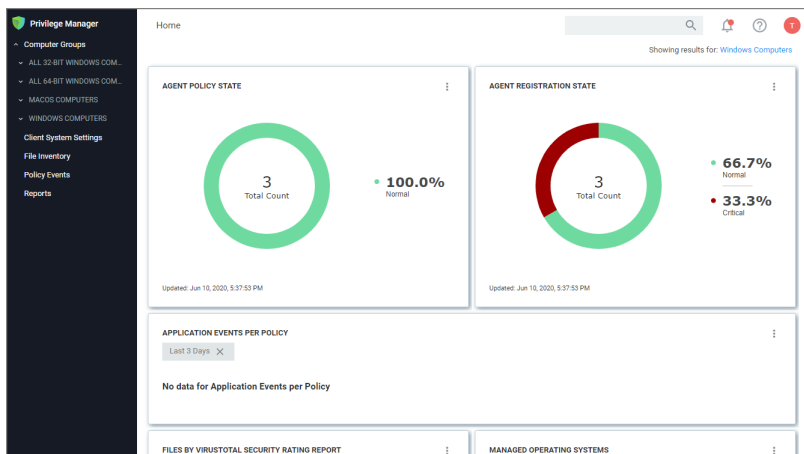 Privilege Manager
Home
Computer Groups
Showing results for: Windows Computers
ALL 32-BIT WINDOWS COM...
ALL 64-BIT WINDOWS COM...
MACOS COMPUTERS
WINDOWS COMPUTERS
Client System Settings
File Inventory
Policy Events
Reports
T
AGENT POLICY STATE
3
Total Count
100.0%
Normal
Updated: Jun 10, 2020, 5:37:53 PM
AGENT REGISTRATION STATE
3
Total Count
66.7%
Normal
33.3%
Critical
Updated: Jun 10, 2020, 5:37:53 PM
APPLICATION EVENTS PER POLICY
Last 3 Days
No data for Application Events per Policy
FILES BY VIRUSTOTAL SECURITY RATING REPORT
MANAGED OPERATING SYSTEMS